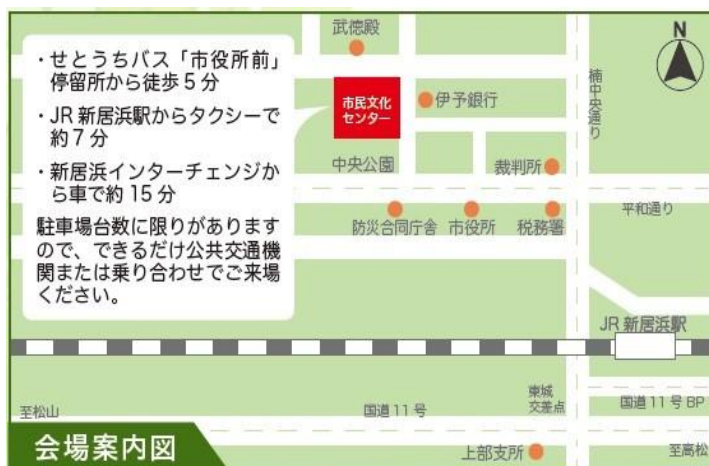 ・せとうちバス「市役所前」
停留所から徒歩5分
・JR 新居浜駅からタクシーで
約7分
・新居浜インターチェンジか
ら車で約15分
駐車場台数に限りがあります
ので、できるだけ公共交通機
関または乗り合わせでご来場
ください。
武徳殿
N
市民文化
センター
伊予銀行
楠中央通り
中央公園
裁判所
防災合同庁舎
市役所
税務署
平和通り
JR 新居浜駅
至松山
国道11号
東城
交差点
国道11号BP
会場案内図
上部支所
至高松